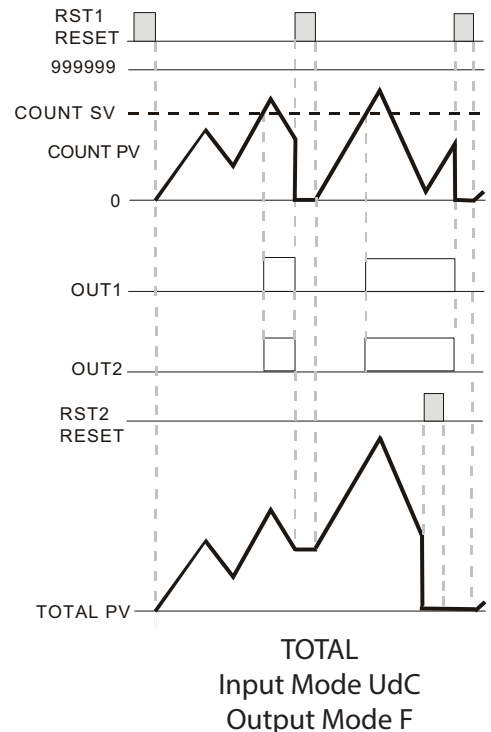 RST1
RESET
999999
COUNT SV
COUNT PV
0
OUT1
OUT2
RST2
RESET
TOTAL PV
TOTAL
Input Mode UdC
Output Mode F